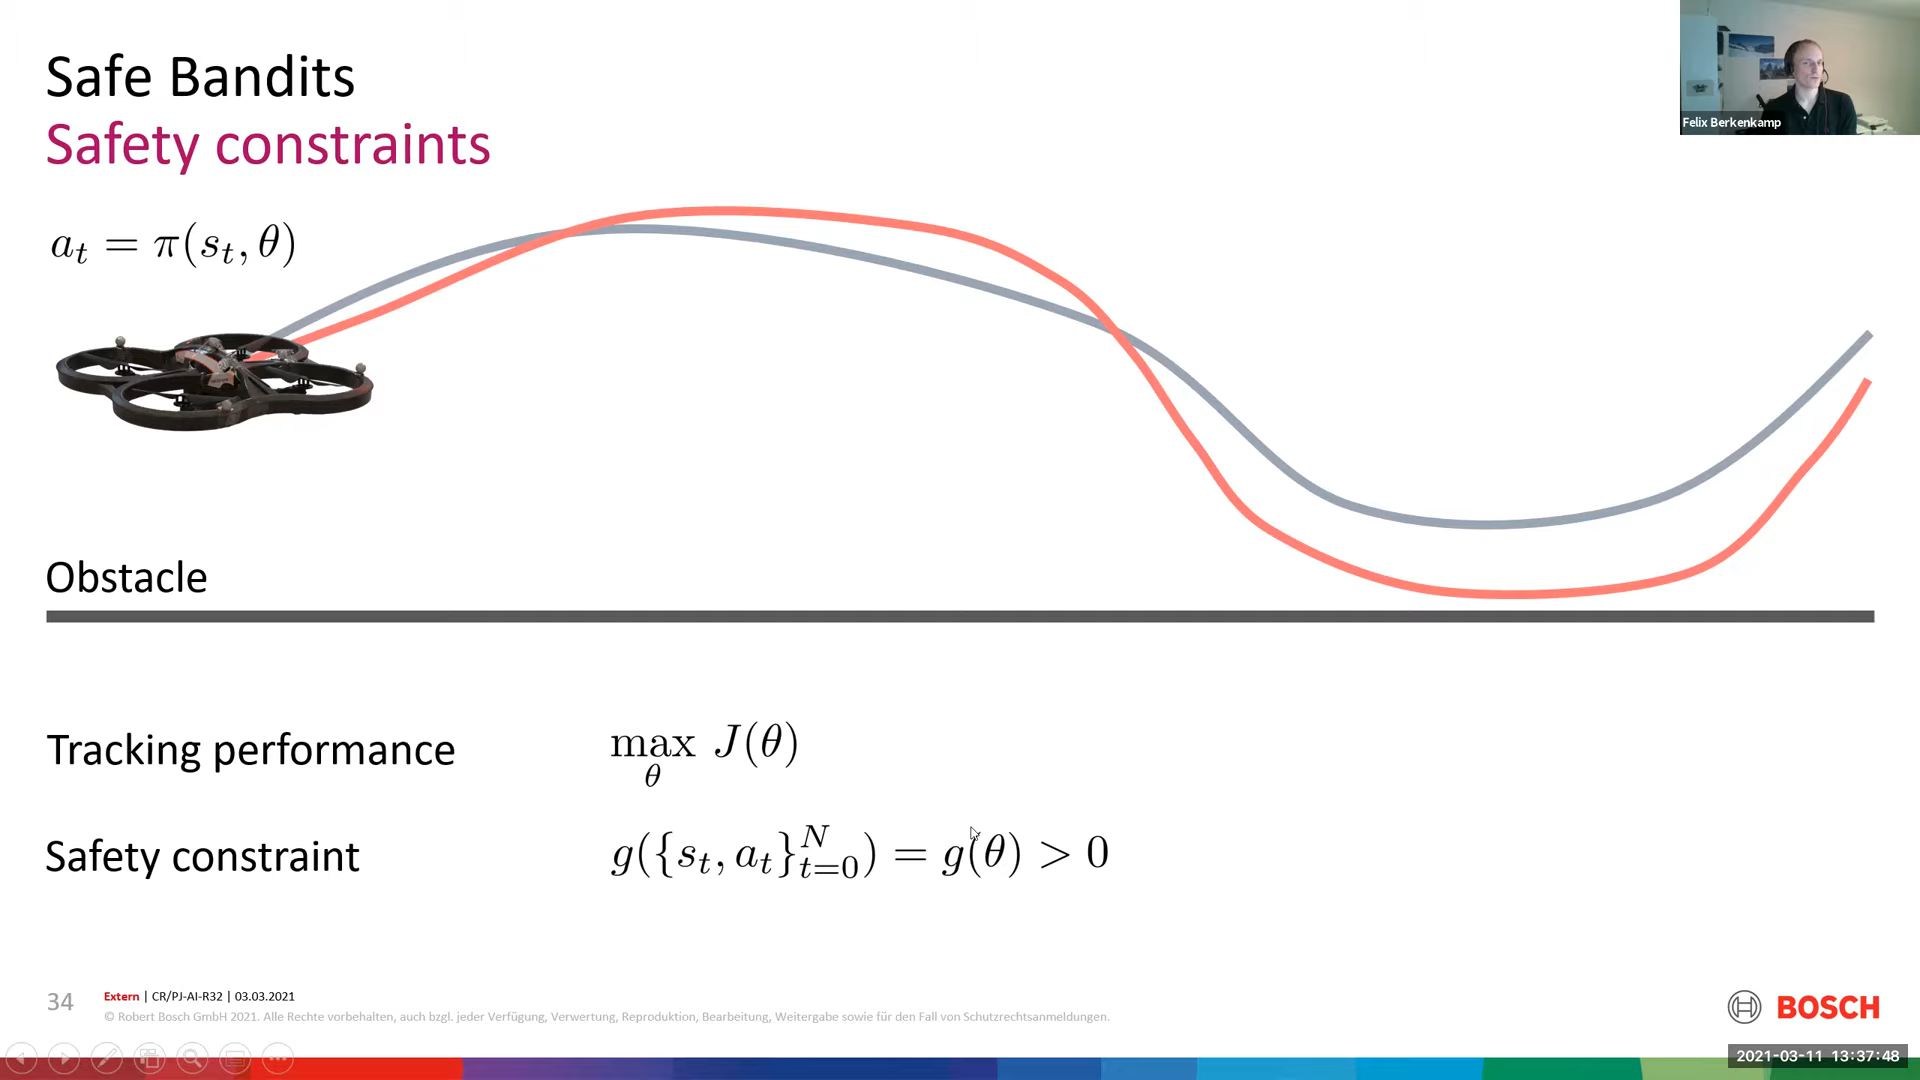 Safe Bandits
Safety constraints
Felix Berkenkamp
a_t = π(s_t, θ)
Obstacle
Tracking performance
max_θ J(θ)
Safety constraint
g({s_t, a_t}_{t=0}^N) = g(θ) > 0
34
Extern | CR/PJ-AI-R32 | 03.03.2021
© Robert Bosch GmbH 2021. Alle Rechte vorbehalten, auch bzgl. jeder Verfügung, Verwertung, Reproduktion, Bearbeitung, Weitergabe sowie für den Fall von Schutzrechtsanmeldungen.
BOSCH
2021-03-11 13:37:48